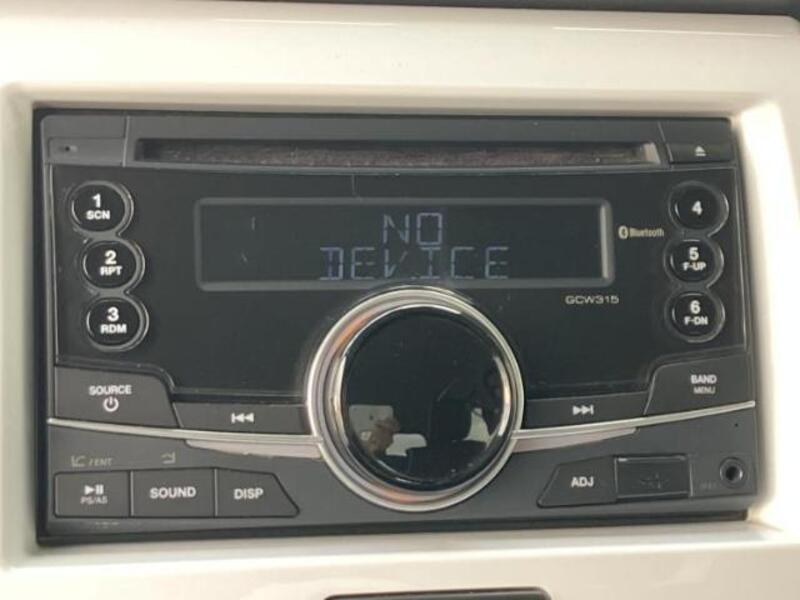 1
SCN
2
RPT
3
RDM
NO
DEVICE
Bluetooth
GCW315
4
5
F-UP
6
F-DN
SOURCE
BAND
MENU
/ ENT
PS/AS
SOUND
DISP
ADJ